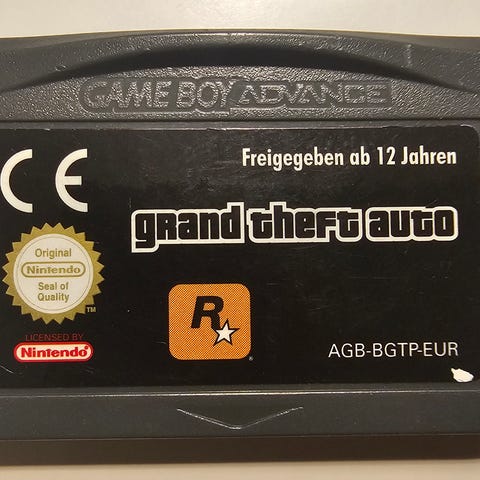 GAME BOY ADVANCE
CE
Freigegeben ab 12 Jahren
grand theft auto
Original
Nintendo
Seal of
Quality
TM
LICENSED BY
Nintendo
R
®
AGB-BGTP-EUR